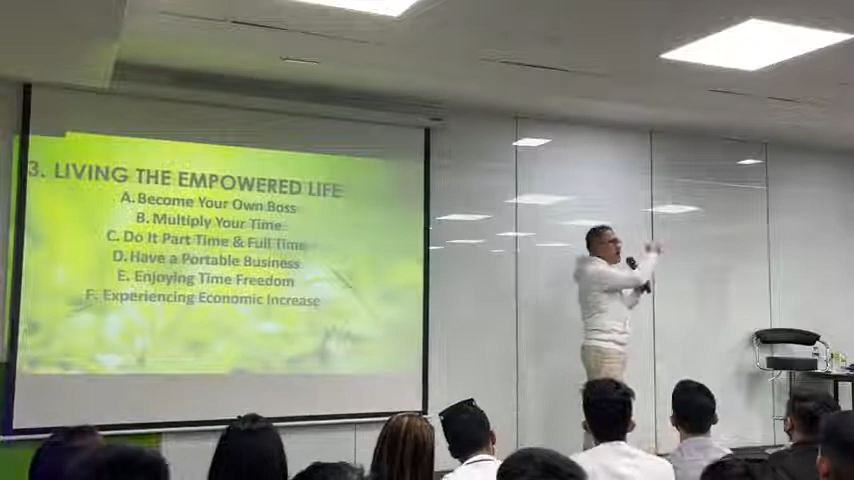 3. LIVING THE EMPOWERED LIFE
A. Become Your Own Boss
B. Multiply Your Time
C. Do It Part Time & Full Time
D. Have a Portable Business
E. Enjoying Time Freedom
F. Experiencing Economic Increase